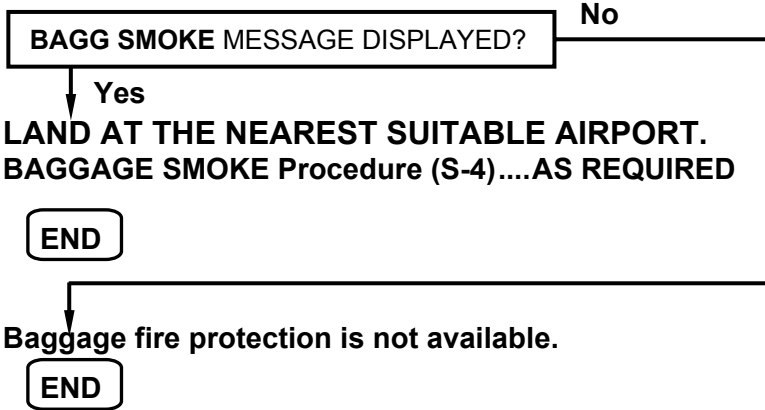 No
BAGG SMOKE MESSAGE DISPLAYED?
Yes
LAND AT THE NEAREST SUITABLE AIRPORT.
BAGGAGE SMOKE Procedure (S-4)....AS REQUIRED
END
Baggage fire protection is not available.
END